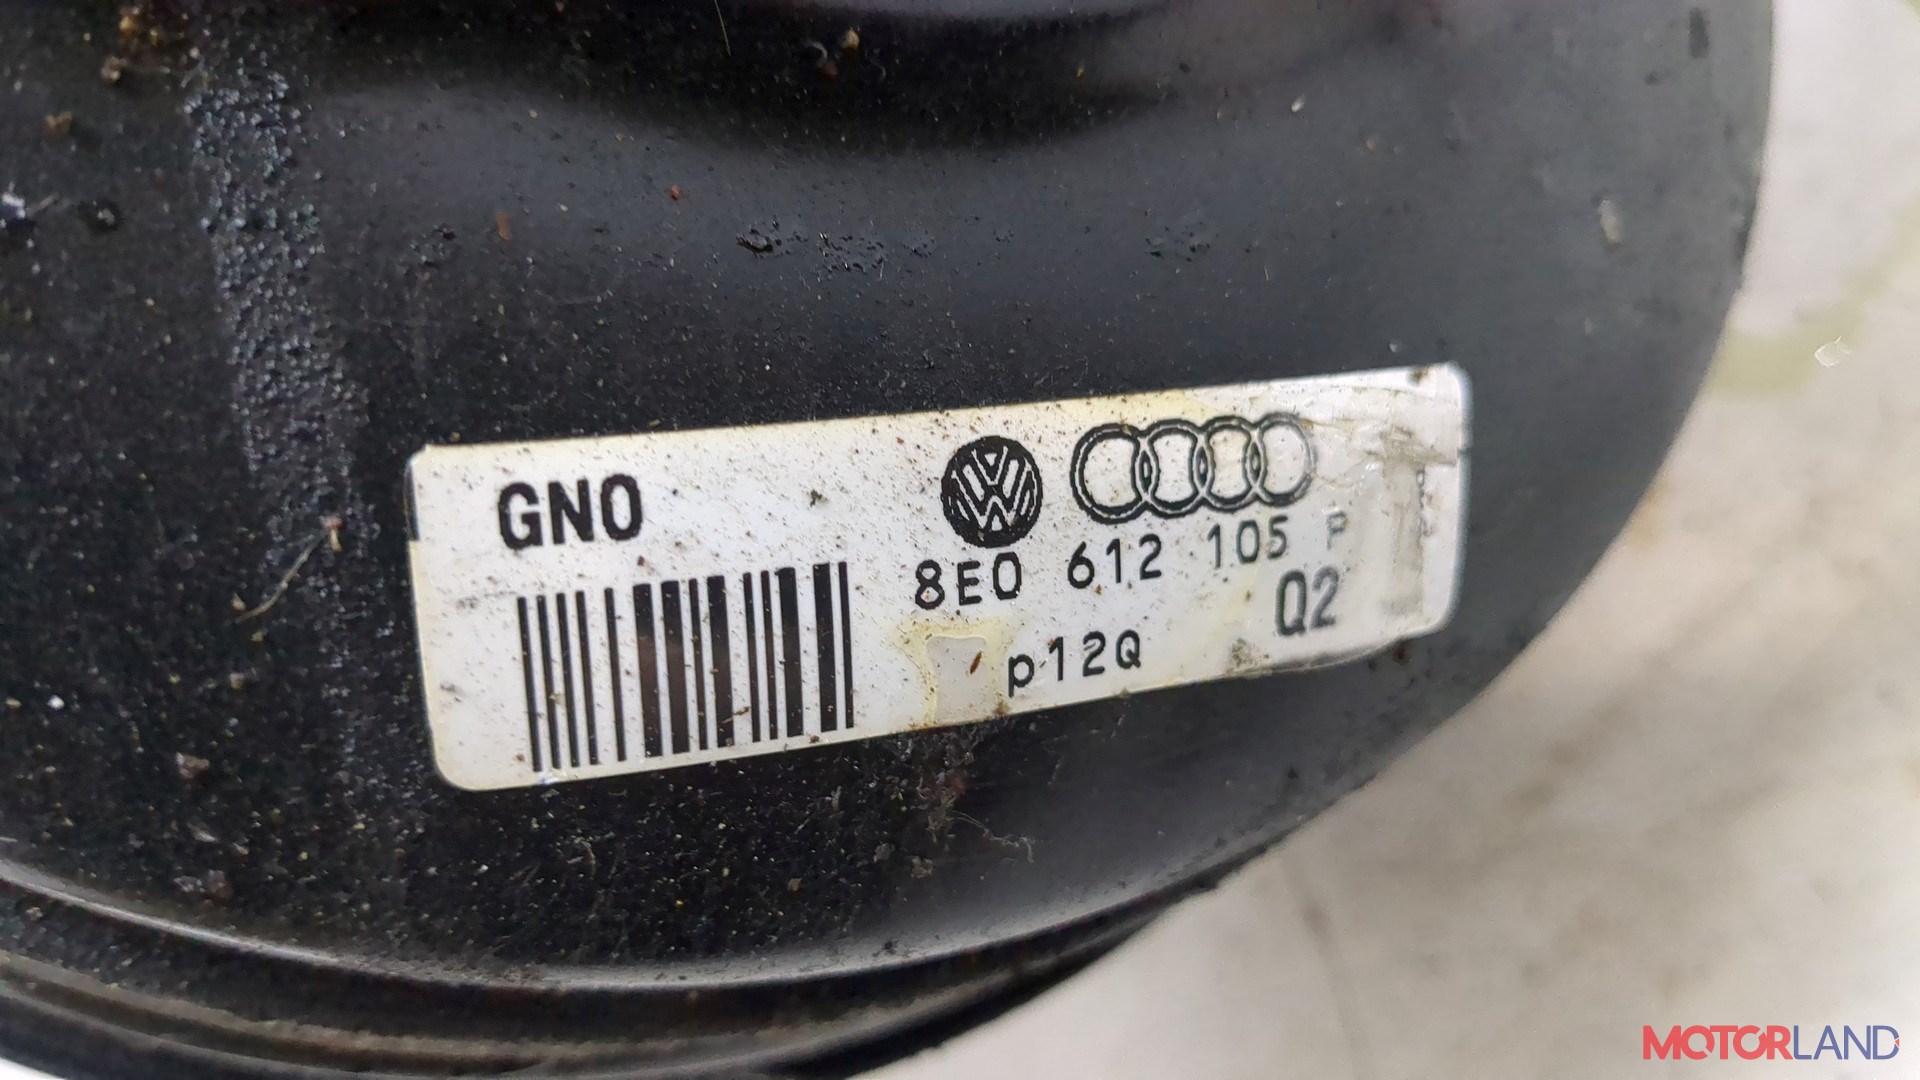 GNO
8E0 612 105 P
Q2
p12Q
MOTORLAND